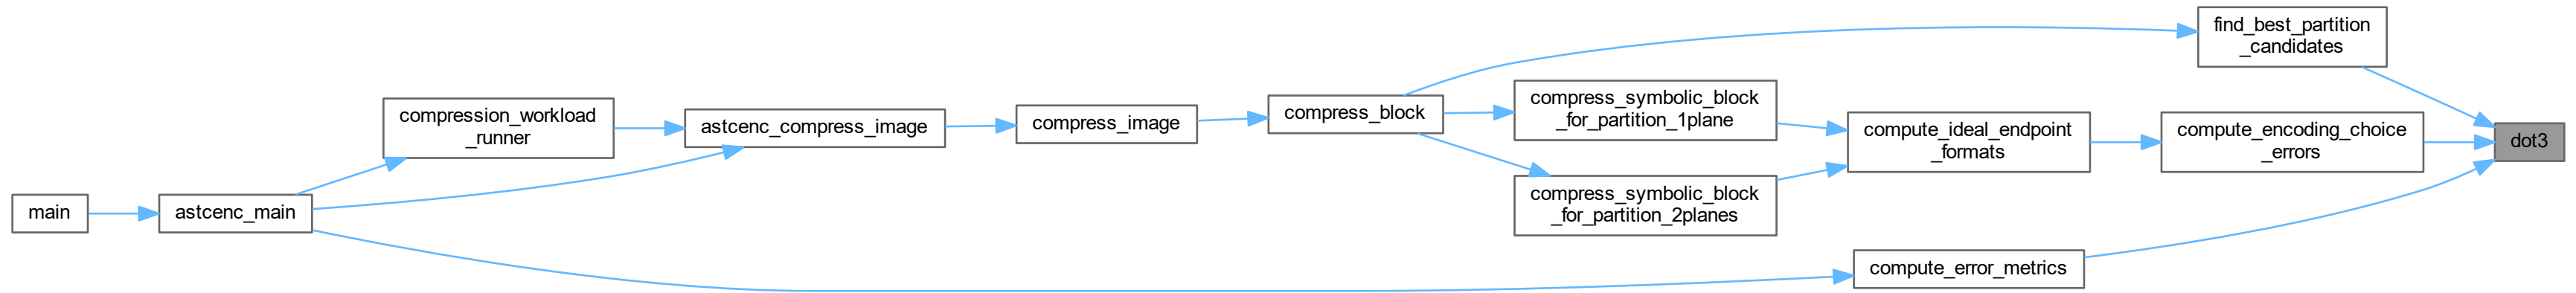 main
astcenc_main
compression_workload
_runner
astcenc_compress_image
compress_image
compress_block
find_best_partition
_candidates
compress_symbolic_block
_for_partition_1plane
compress_symbolic_block
_for_partition_2planes
compute_ideal_endpoint
_formats
compute_encoding_choice
_errors
compute_error_metrics
dot3